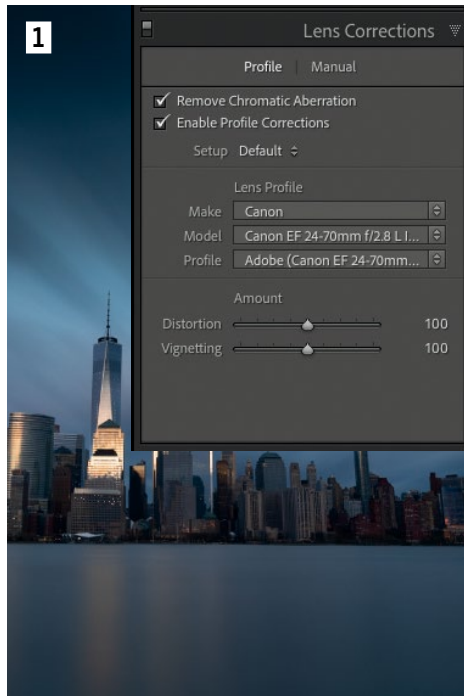 1
Lens Corrections
Profile | Manual
Remove Chromatic Aberration
Enable Profile Corrections
Setup Default
Lens Profile
Make Canon
Model Canon EF 24-70mm f/2.8 L I...
Profile Adobe (Canon EF 24-70mm...
Amount
Distortion 100
Vignetting 100